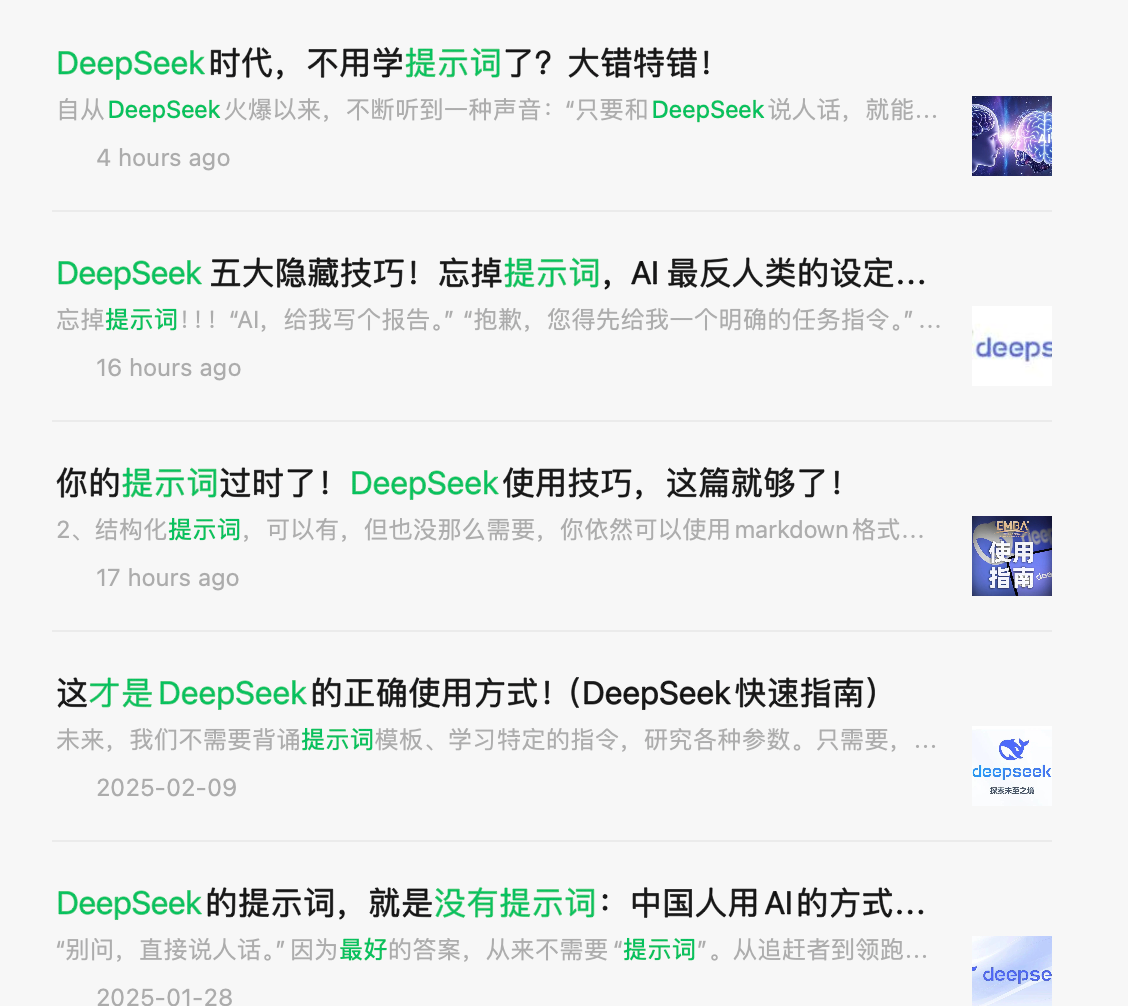 DeepSeek时代，不用学提示词了？大错特错！
自从DeepSeek火爆以来，不断听到一种声音：“只要和DeepSeek说人话，就能…
4 hours ago
DeepSeek 五大隐藏技巧！忘掉提示词，AI 最反人类的设定…
忘掉提示词！！！“AI，给我写个报告。”“抱歉，您得先给我一个明确的任务指令。”…
deeps
16 hours ago
你的提示词过时了！DeepSeek使用技巧，这篇就够了！
2、结构化提示词，可以有，但也没那么需要，你依然可以使用markdown格式…
EMBA
使用
指南
17 hours ago
这才是DeepSeek的正确使用方式！（DeepSeek快速指南）
未来，我们不需要背诵提示词模板、学习特定的指令，研究各种参数。只需要，…
deepseek
探索未至之境
2025-02-09
DeepSeek的提示词，就是没有提示词：中国人用AI的方式…
“别问，直接说人话。”因为最好的答案，从来不需要“提示词”。从追赶者到领跑…
deepse
2025-01-28